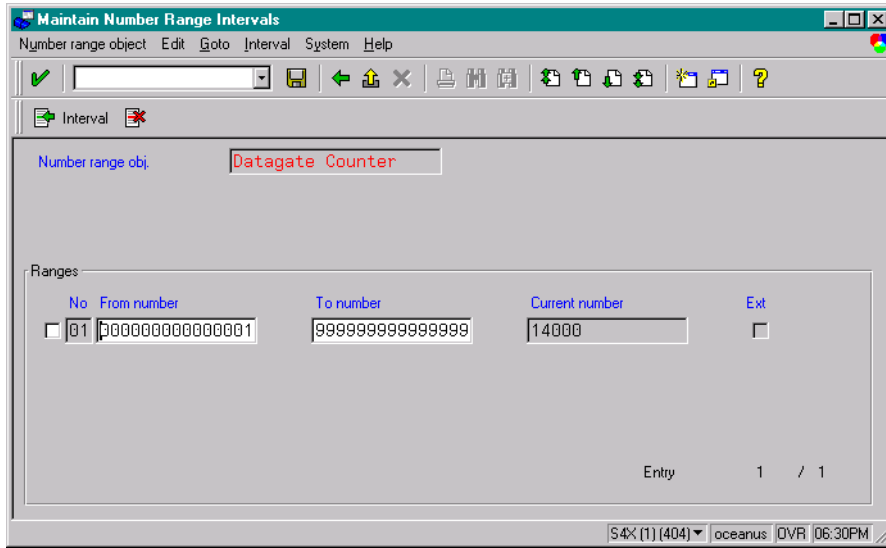 Maintain Number Range Intervals
Number range object Edit Goto Interval System Help
Interval
Number range obj. Datagate Counter
Ranges
No From number To number Current number Ext
01 000000000000001 999999999999999 14000
Entry 1 / 1
S4X (1) (404) oceanus OVR 06:30PM